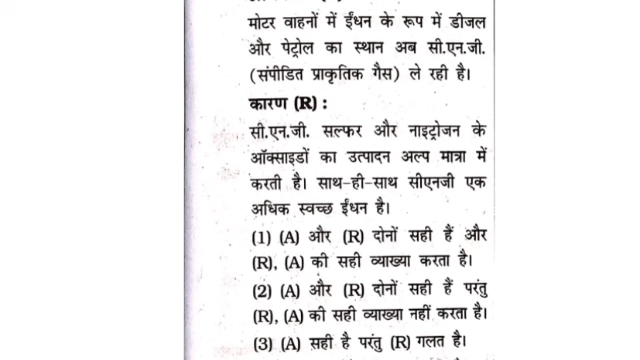 मोटर वाहनों में ईंधन के रूप में डीजल
और पेट्रोल का स्थान अब सी.एन.जी.
(संपीडित प्राकृतिक गैस) ले रही है।
कारण (R) :
सी.एन.जी. सल्फर और नाइट्रोजन के
ऑक्साइडों का उत्पादन अल्प मात्रा में
करती है। साथ-ही-साथ सीएनजी एक
अधिक स्वच्छ ईंधन है।
(1) (A) और (R) दोनों सही हैं और
(R), (A) की सही व्याख्या करता है।
(2) (A) और (R) दोनों सही हैं परंतु
(R), (A) की सही व्याख्या नहीं करता है।
(3) (A) सही है परंतु (R) गलत है।